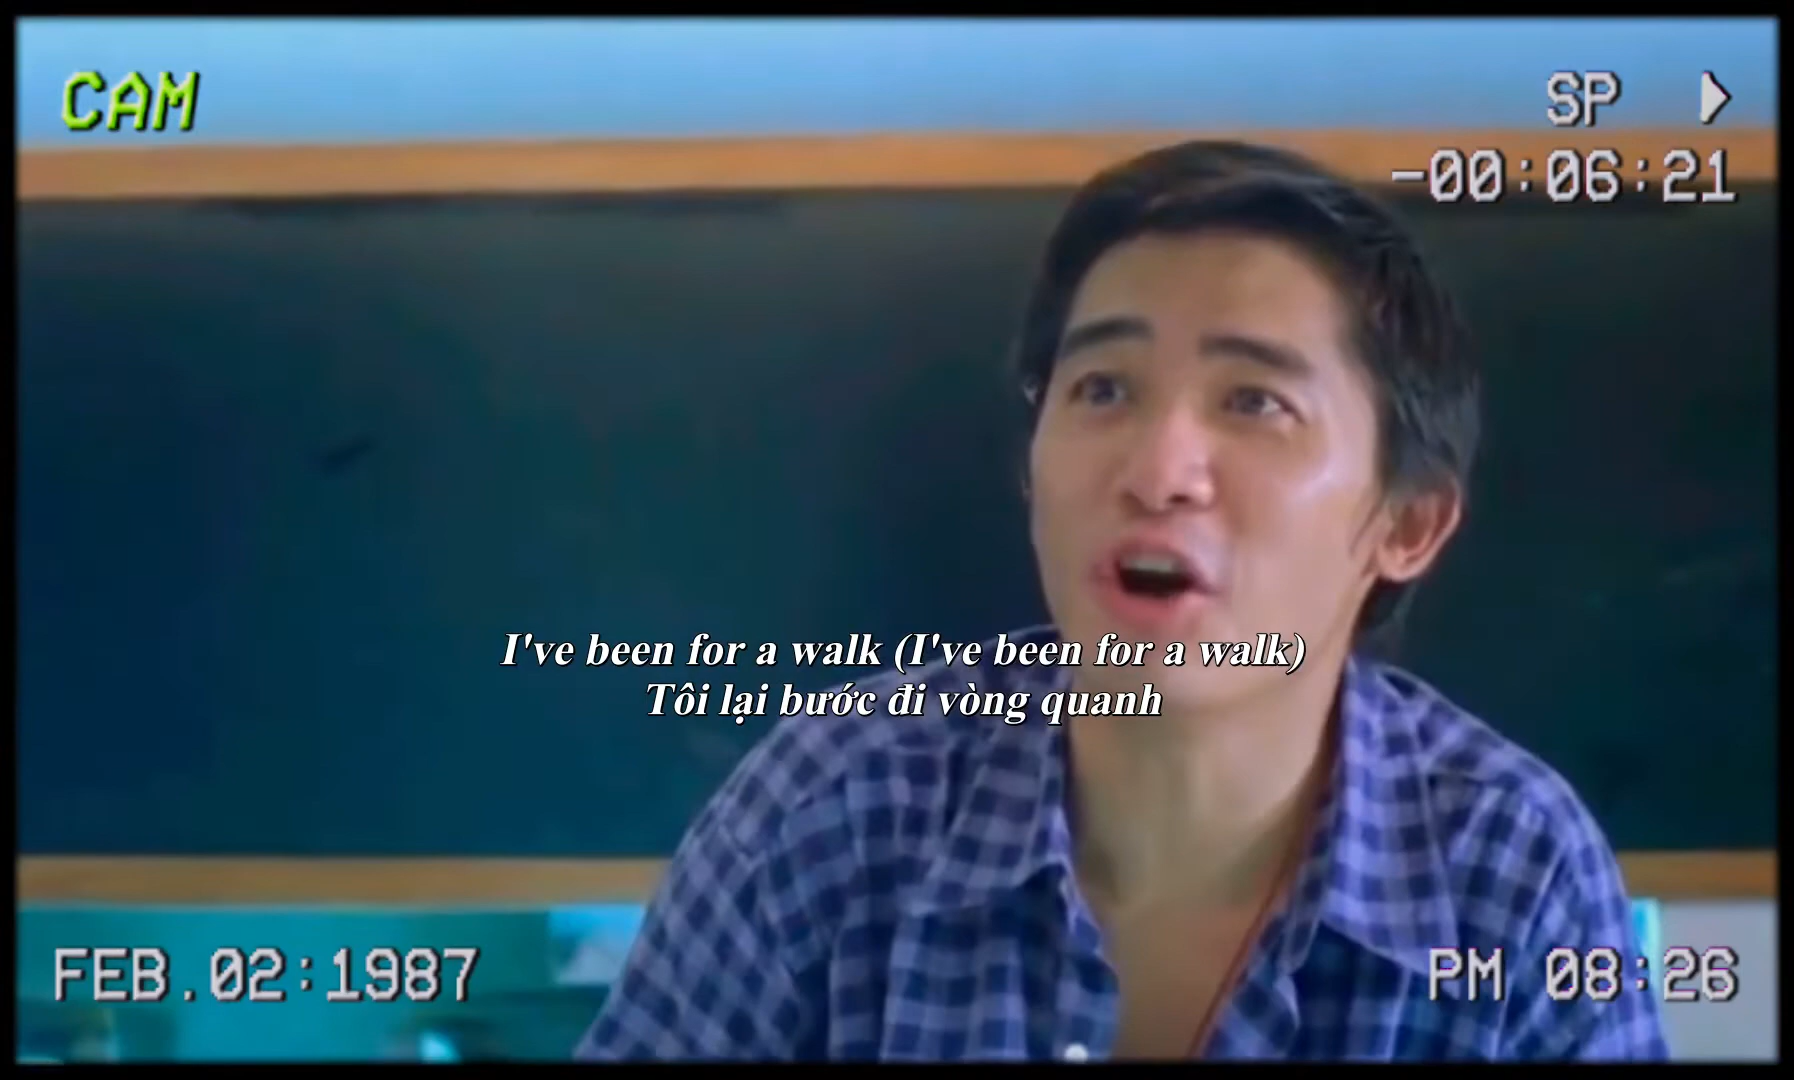 CAM
SP
-00:06:21
I've been for a walk (I've been for a walk)
Tôi lại bước đi vòng quanh
FEB.02:1987
PM 08:26